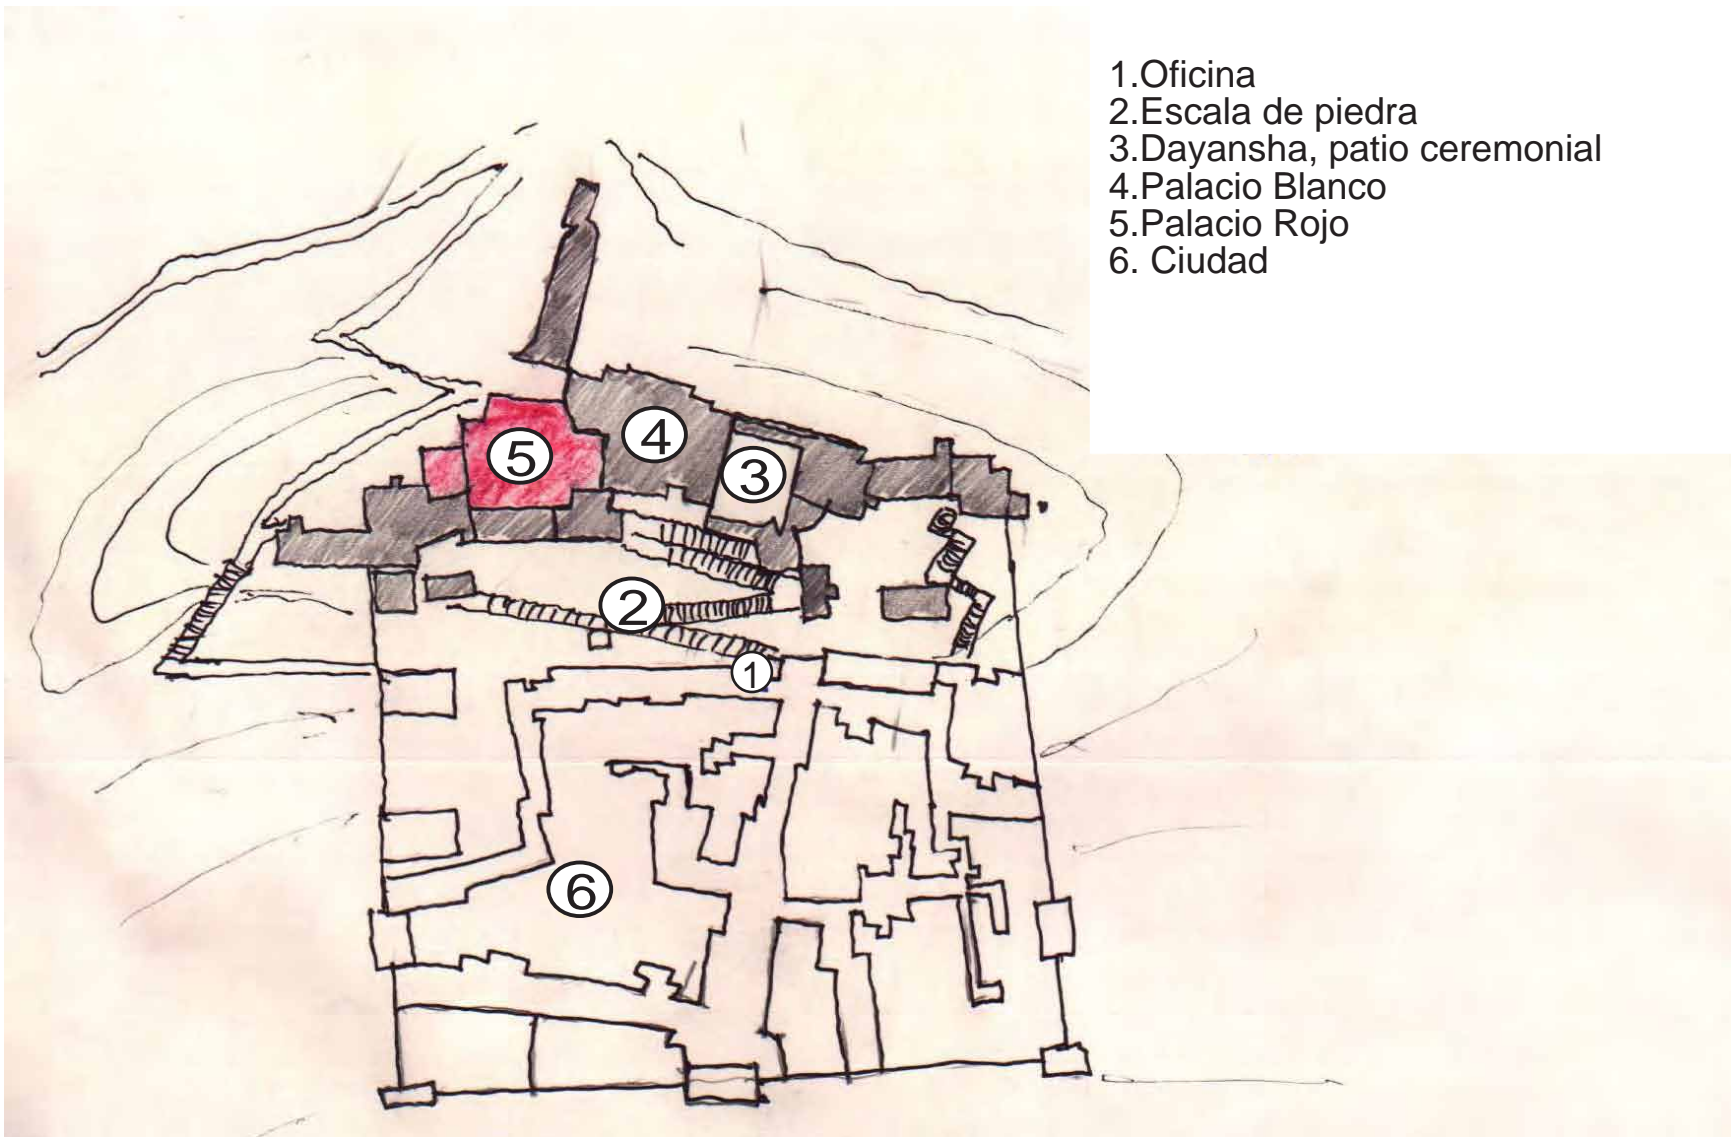 1.Oficina
2.Escala de piedra
3.Dayansha, patio ceremonial
4.Palacio Blanco
5.Palacio Rojo
6. Ciudad
5
4
3
2
1
6